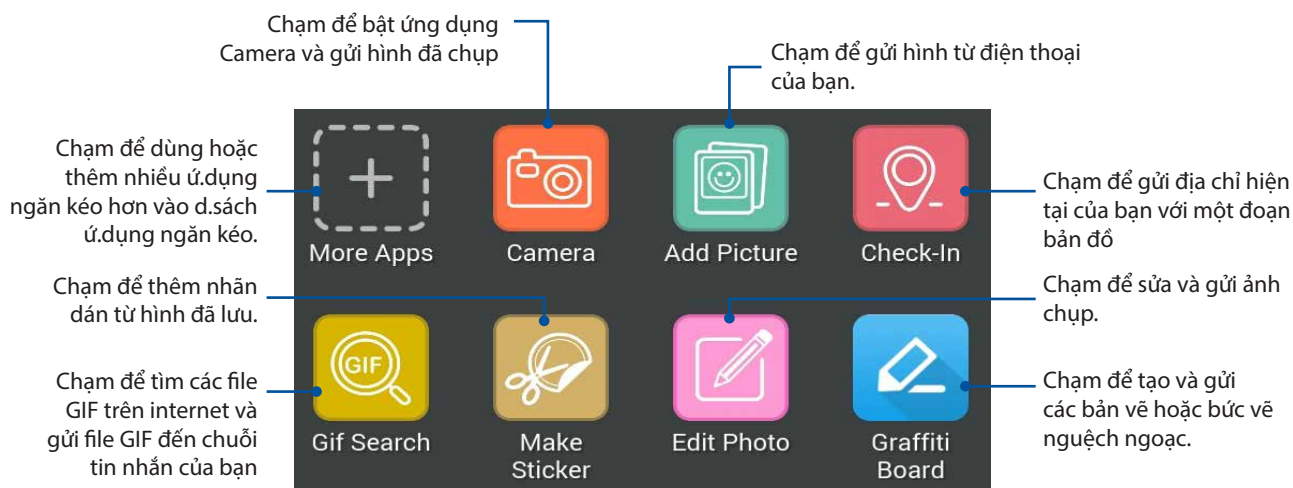 Chạm để bật ứng dụng
Camera và gửi hình đã chụp
Chạm để gửi hình từ điện thoại
của bạn.
Chạm để dùng hoặc
thêm nhiều ứ.dụng
ngăn kéo hơn vào d.sách
ứ.dụng ngăn kéo.
Chạm để gửi địa chỉ hiện
tại của bạn với một đoạn
bản đồ
More Apps
Camera
Add Picture
Check-In
Chạm để thêm nhãn
dán từ hình đã lưu.
Chạm để sửa và gửi ảnh
chụp.
Chạm để tìm các file
GIF trên internet và
gửi file GIF đến chuỗi
tin nhắn của bạn
Chạm để tạo và gửi
các bản vẽ hoặc bức vẽ
nguệch ngoạc.
GIF
Gif Search
Make
Sticker
Edit Photo
Graffiti
Board